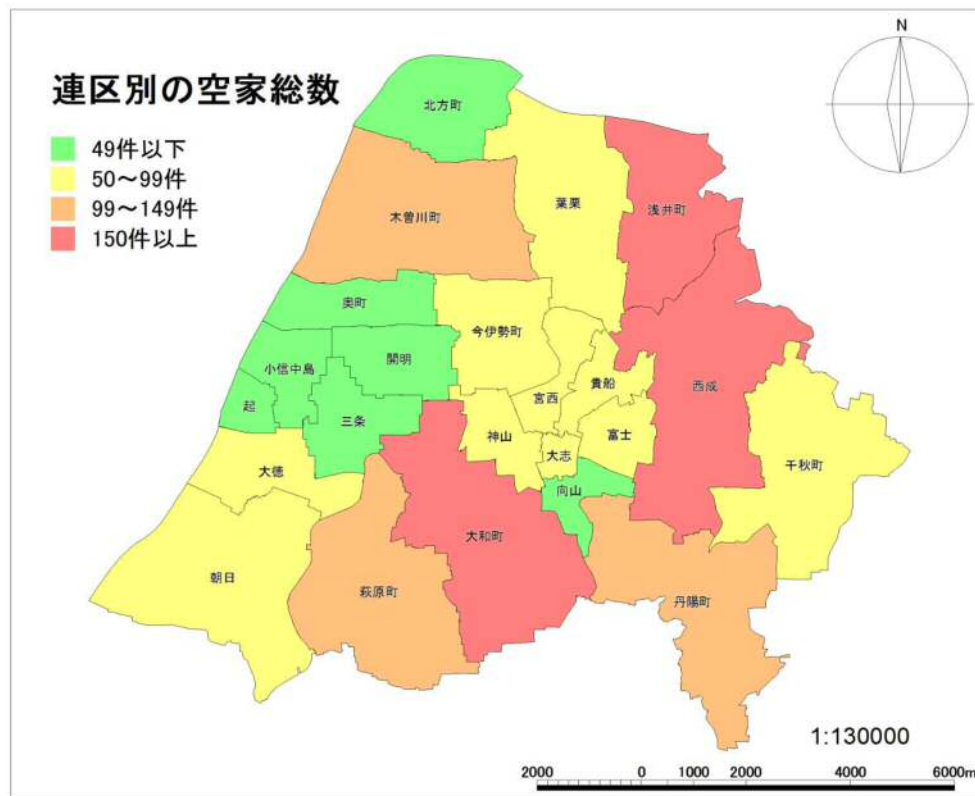 N
連区別の空家総数
49件以下
50～99件
99～149件
150件以上
北方町
葉栗
浅井町
木曽川町
奥町
今伊勢町
小信中島
開明
貴船
西成
宮西
起
三条
神山
富士
大志
千秋町
大徳
向山
大和町
朝日
萩原町
丹陽町
1:130000
2000 0 1000 2000 4000 6000m